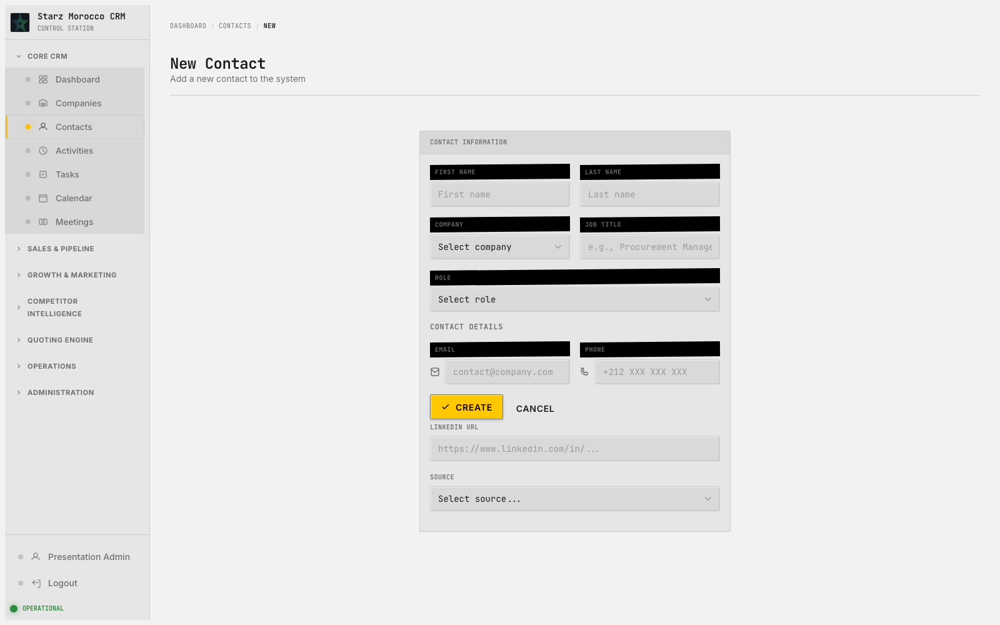 Starz Morocco CRM
CONTROL STATION
CORE CRM
Dashboard
Companies
Contacts
Activities
Tasks
Calendar
Meetings
SALES & PIPELINE
GROWTH & MARKETING
COMPETITOR
INTELLIGENCE
QUOTING ENGINE
OPERATIONS
ADMINISTRATION
Presentation Admin
Logout
OPERATIONAL
DASHBOARD / CONTACTS / NEW
New Contact
Add a new contact to the system
CONTACT INFORMATION
FIRST NAME
LAST NAME
First name
Last name
COMPANY
JOB TITLE
Select company
e.g., Procurement Manage
ROLE
Select role
CONTACT DETAILS
EMAIL
PHONE
contact@company.com
+212 XXX XXX XXX
CREATE
CANCEL
LINKEDIN URL
https://www.linkedin.com/in/...
SOURCE
Select source...